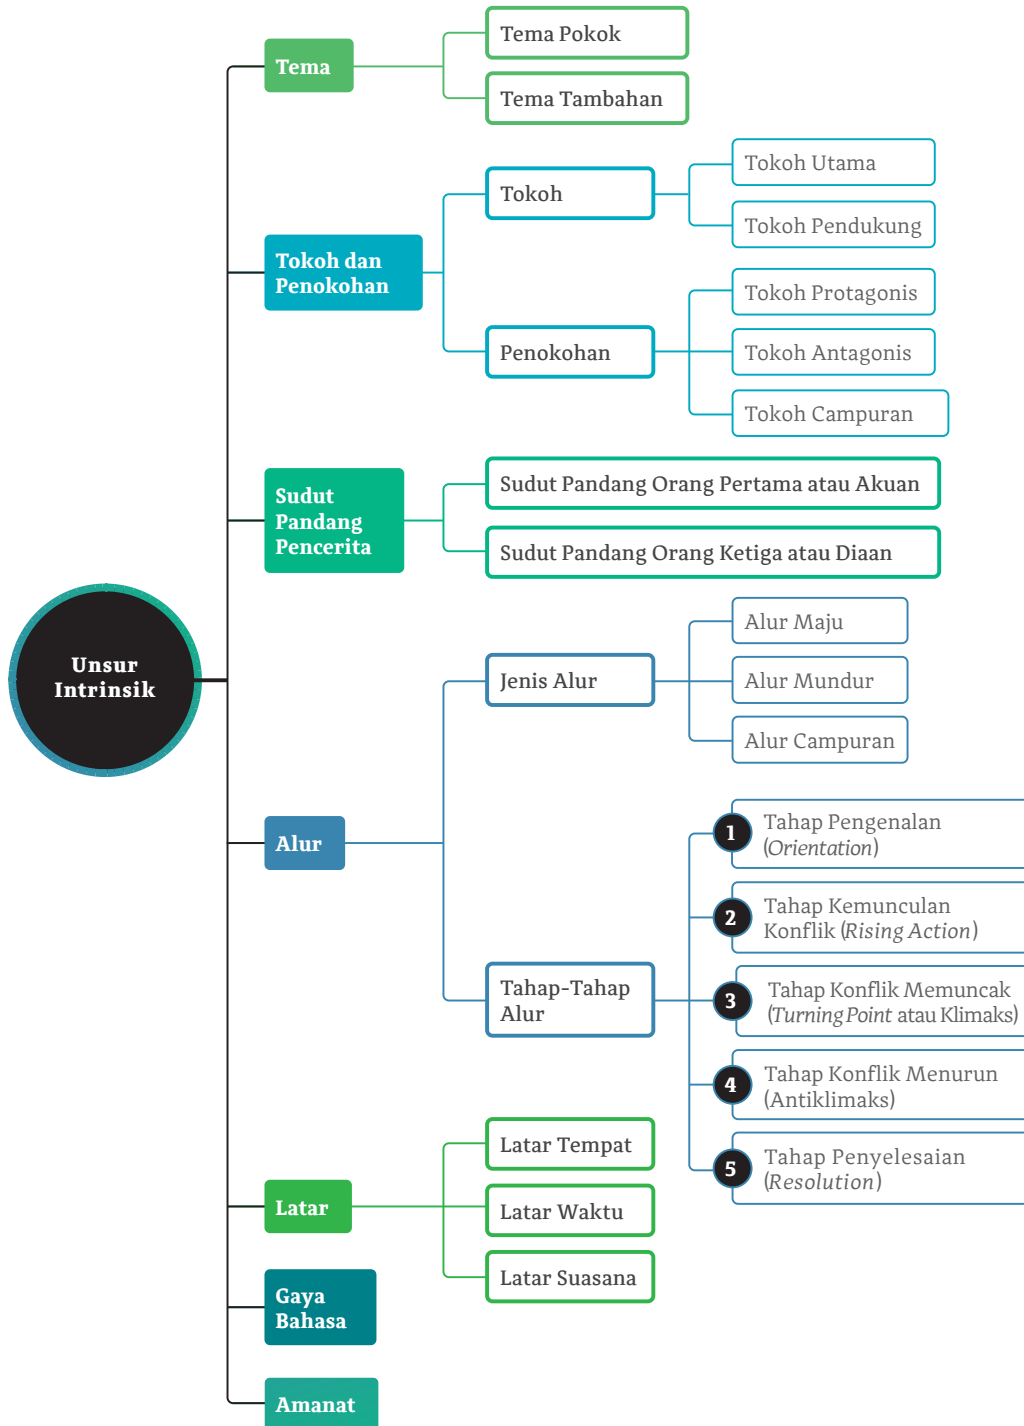 Unsur
Intrinsik
Tema
Tema Pokok
Tema Tambahan
Tokoh dan
Penokohan
Tokoh
Tokoh Utama
Tokoh Pendukung
Penokohan
Tokoh Protagonis
Tokoh Antagonis
Tokoh Campuran
Sudut
Pandang
Pencerita
Sudut Pandang Orang Pertama atau Akuan
Sudut Pandang Orang Ketiga atau Diaan
Alur
Jenis Alur
Alur Maju
Alur Mundur
Alur Campuran
Tahap-Tahap
Alur
1 Tahap Pengenalan
(Orientation)
2 Tahap Kemunculan
Konflik (Rising Action)
3 Tahap Konflik Memuncak
(Turning Point atau Klimaks)
4 Tahap Konflik Menurun
(Antiklimaks)
5 Tahap Penyelesaian
(Resolution)
Latar
Latar Tempat
Latar Waktu
Latar Suasana
Gaya
Bahasa
Amanat